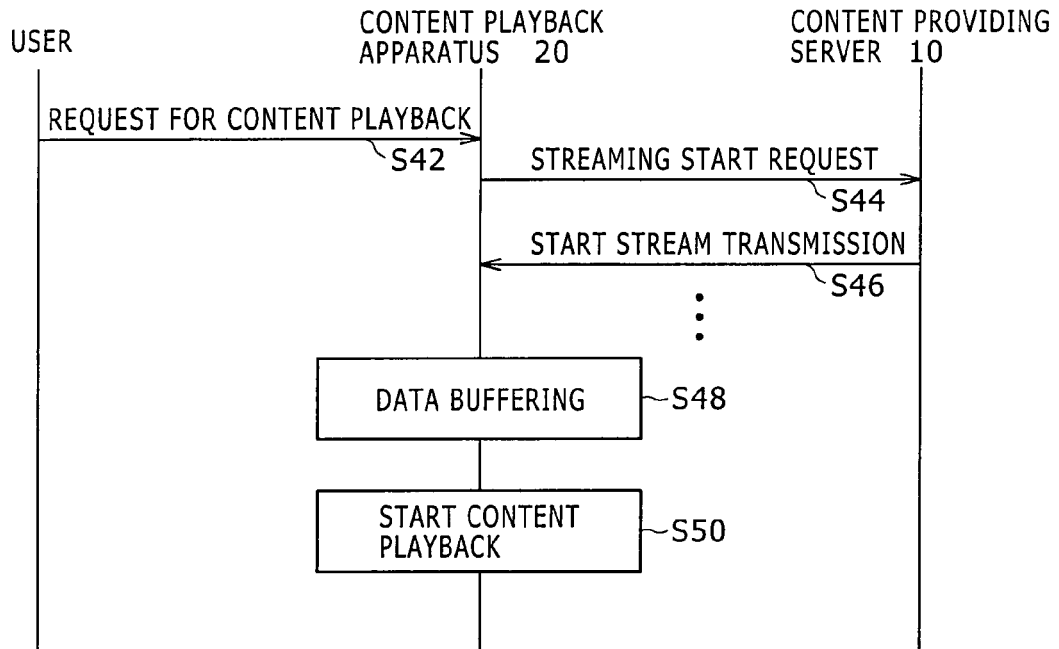 USER
CONTENT PLAYBACK
APPARATUS 20
CONTENT PROVIDING
SERVER 10
REQUEST FOR CONTENT PLAYBACK
S42
STREAMING START REQUEST
S44
START STREAM TRANSMISSION
S46
DATA BUFFERING
S48
START CONTENT
PLAYBACK
S50